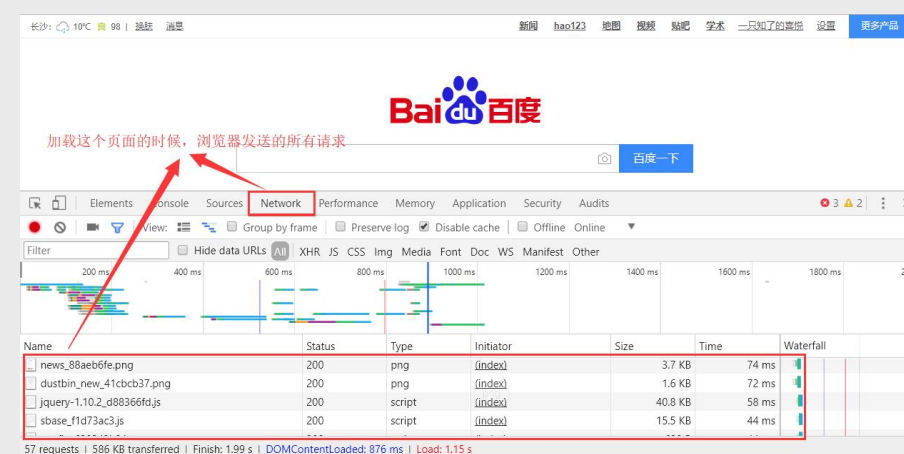 长沙: 10℃ 良 98 | 换肤 消息 新闻 hao123 地图 视频 贴吧 学术 一只知了的喜悦 设置 更多产品
Bai du 百度
加载这个页面的时候，浏览器发送的所有请求
百度一下
Elements Console Sources Network Performance Memory Application Security Audits 3 2
View: Group by frame Preserve log Disable cache Offline Online
Filter Hide data URLs All XHR JS CSS Img Media Font Doc WS Manifest Other
200 ms 400 ms 600 ms 800 ms 1000 ms 1200 ms 1400 ms 1600 ms 1800 ms
Name Status Type Initiator Size Time Waterfall
news_88aeb6fe.png 200 png (index) 3.7 KB 74 ms
dustbin_new_41cbcb37.png 200 png (index) 1.6 KB 72 ms
jquery-1.10.2_d88366fd.js 200 script (index) 40.8 KB 58 ms
sbase_f1d73ac3.js 200 script (index) 15.5 KB 44 ms
57 requests | 586 KB transferred | Finish: 1.99 s | DOMContentLoaded: 876 ms | Load: 1.15 s